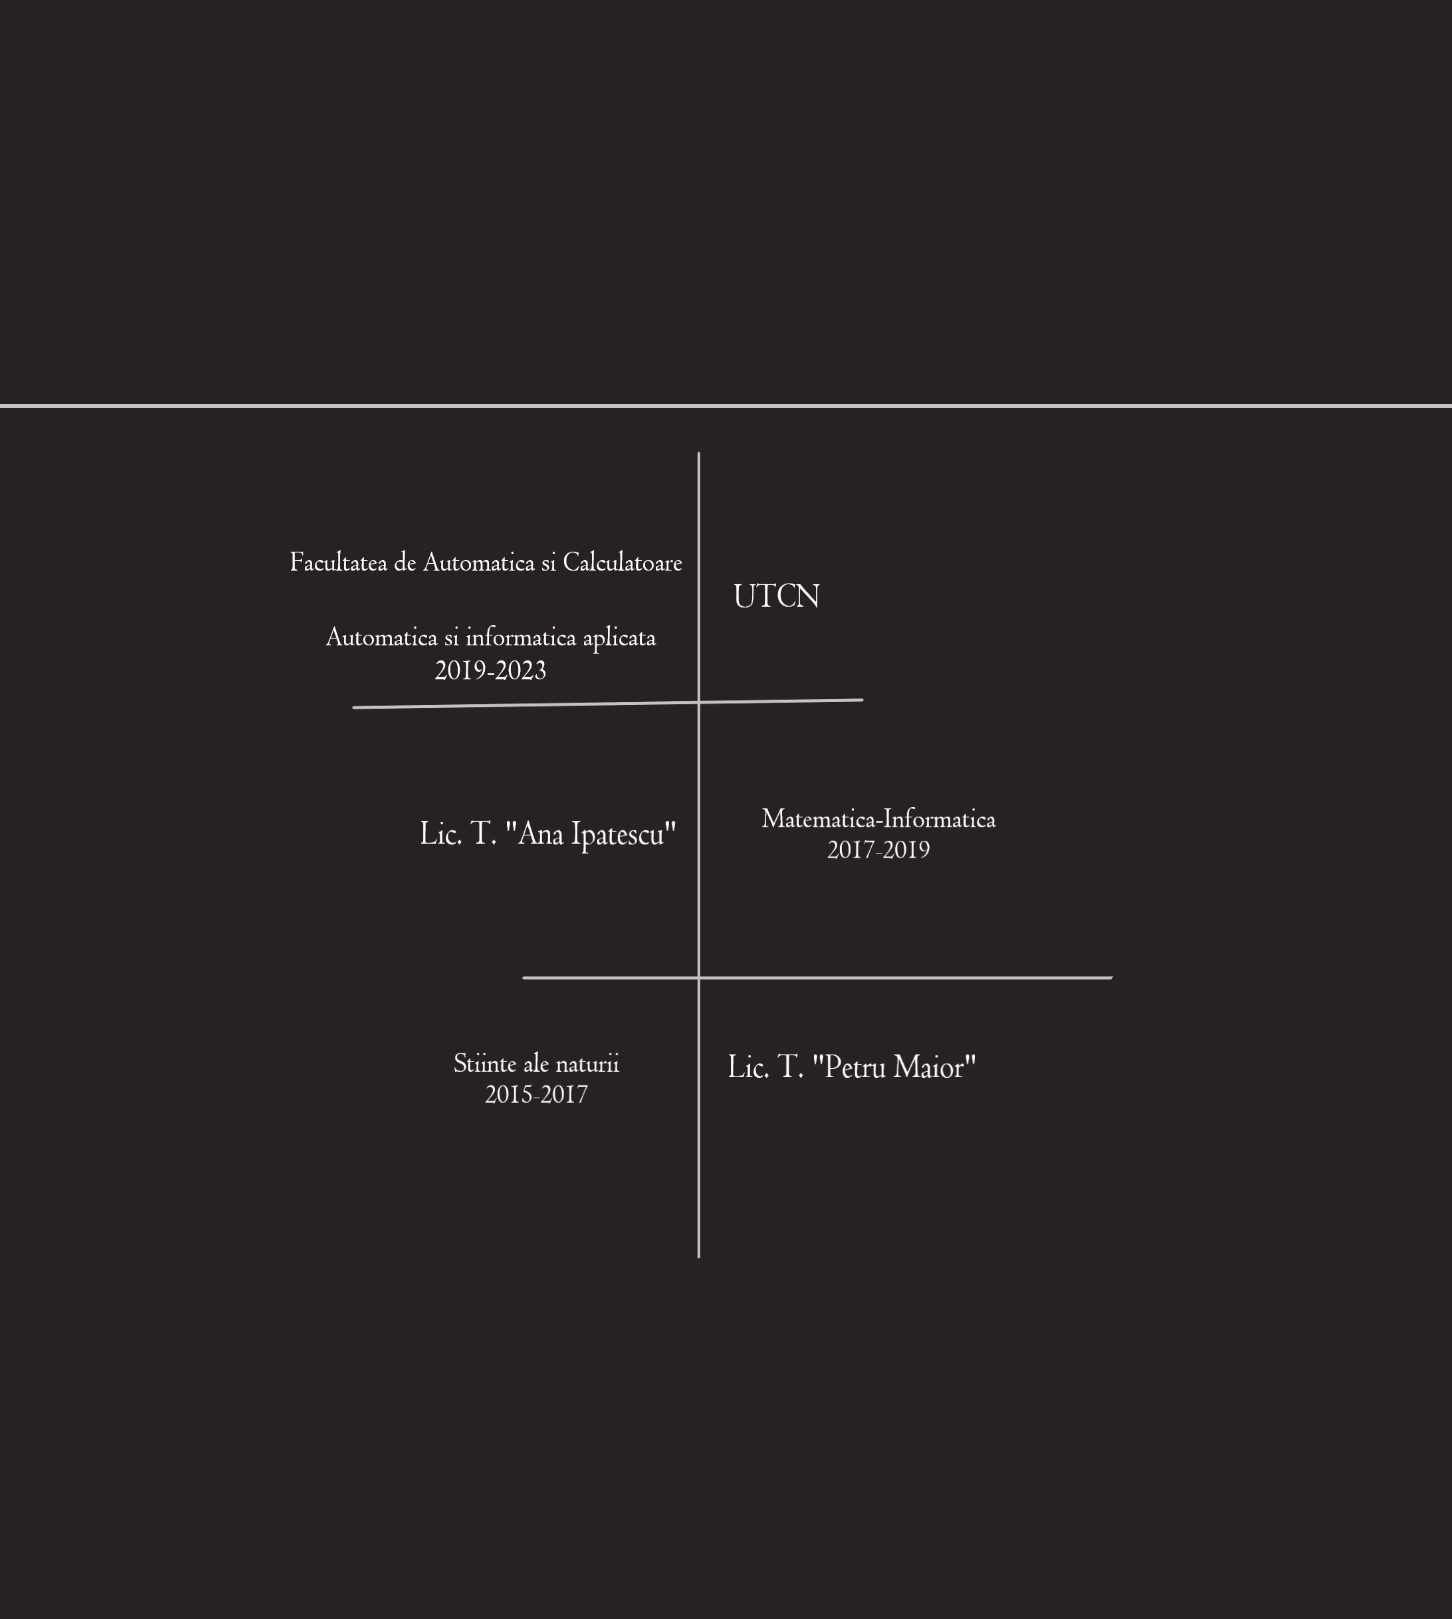 Facultatea de Automatica si Calculatoare
UTCN
Automatica si informatica aplicata
2019-2023
Lic. T. "Ana Ipatescu"
Matematica-Informatica
2017-2019
Stiinte ale naturii
2015-2017
Lic. T. "Petru Maior"